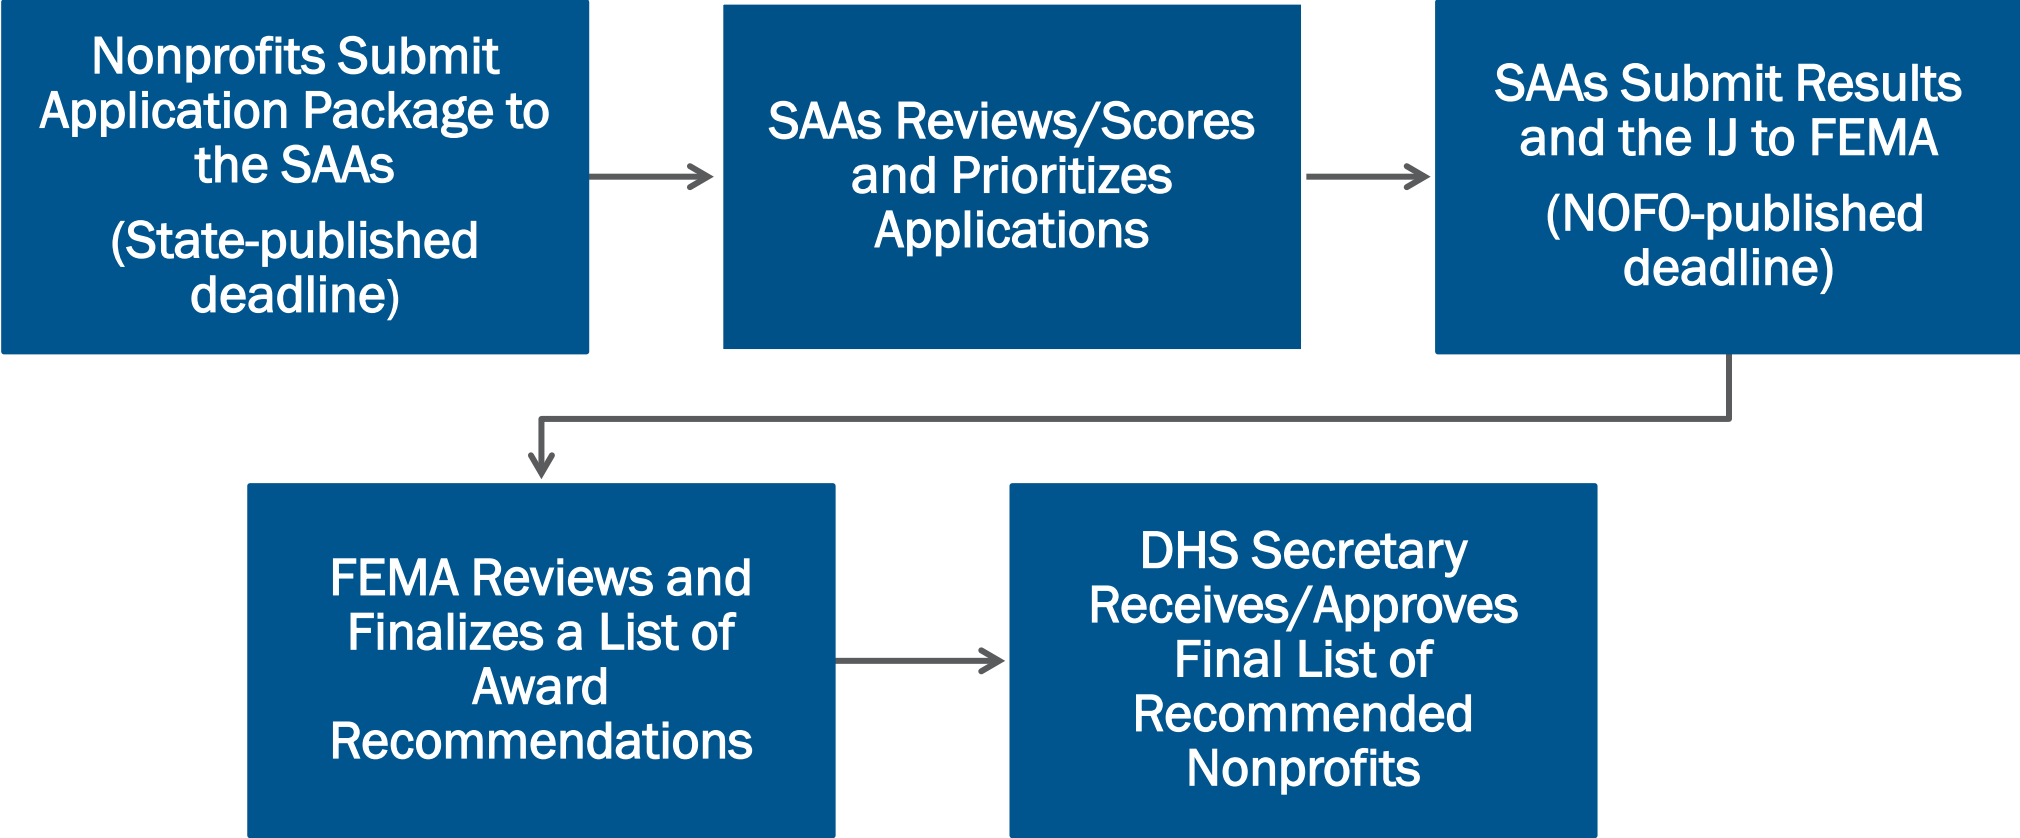 Nonprofits Submit
Application Package to
the SAAs
(State-published
deadline)
SAAs Reviews/Scores
and Prioritizes
Applications
SAAs Submit Results
and the IJ to FEMA
(NOFO-published
deadline)
FEMA Reviews and
Finalizes a List of
Award
Recommendations
DHS Secretary
Receives/Approves
Final List of
Recommended
Nonprofits